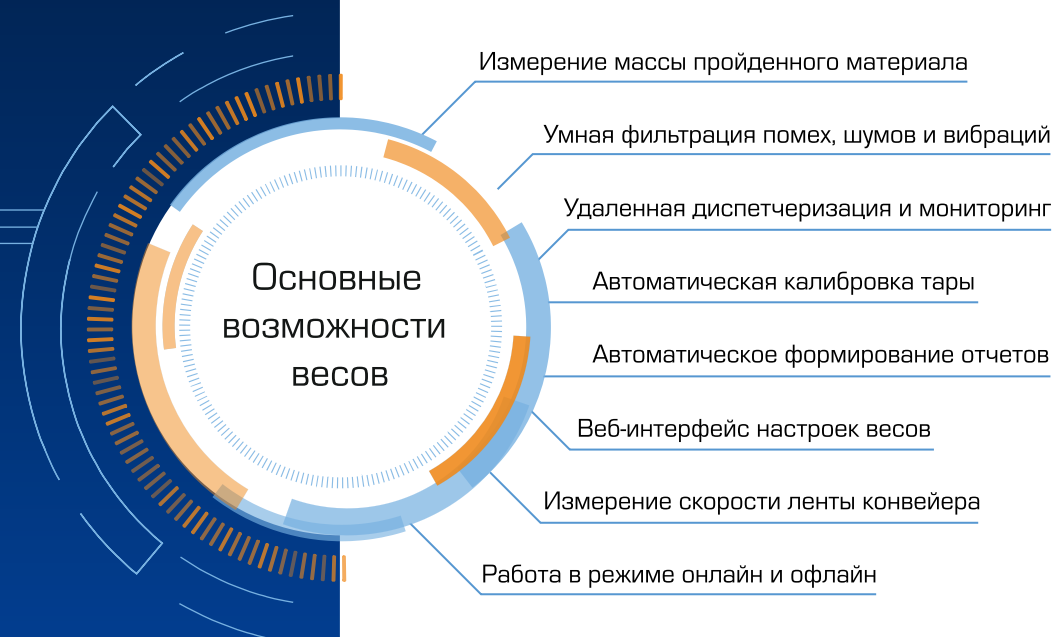 Основные
возможности
весов
Измерение массы пройденного материала
Умная фильтрация помех, шумов и вибраций
Удаленная диспетчеризация и мониторинг
Автоматическая калибровка тары
Автоматическое формирование отчетов
Веб-интерфейс настроек весов
Измерение скорости ленты конвейера
Работа в режиме онлайн и офлайн